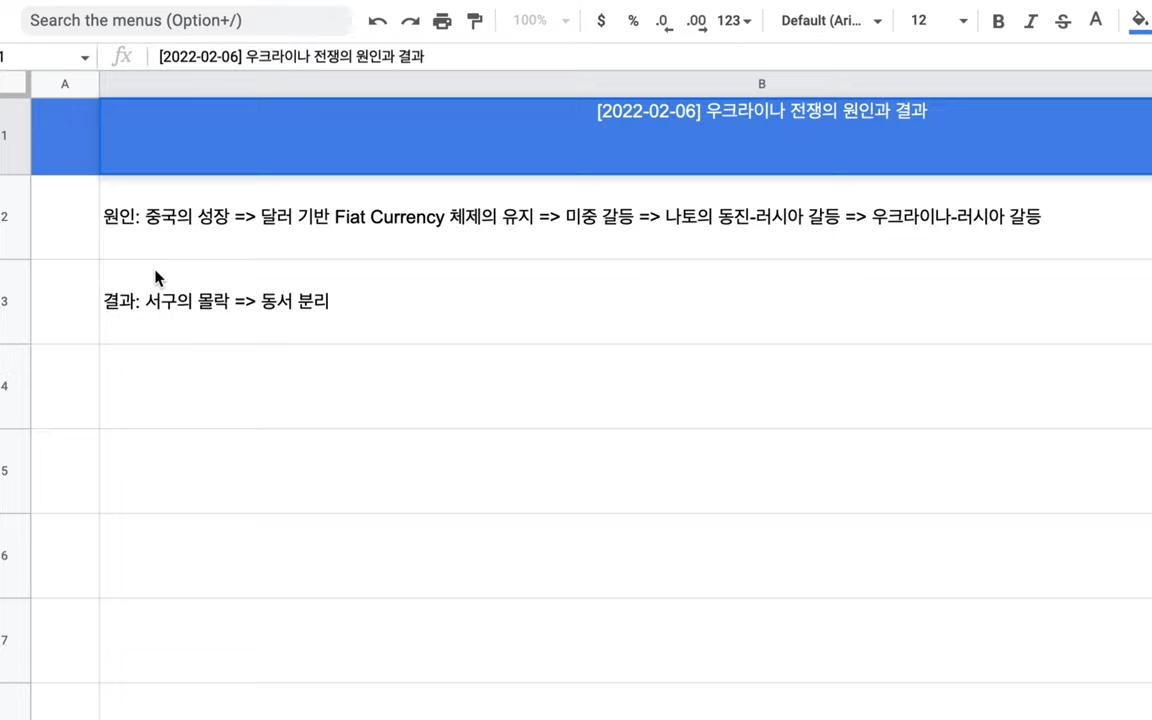 Search the menus (Option+/)
100%
$ % .0 .00 123
Default (Ari...
12
B I S A
1
fx
[2022-02-06] 우크라이나 전쟁의 원인과 결과
A
B
1
[2022-02-06] 우크라이나 전쟁의 원인과 결과
2
원인: 중국의 성장 => 달러 기반 Fiat Currency 체제의 유지 => 미중 갈등 => 나토의 동진-러시아 갈등 => 우크라이나-러시아 갈등
3
결과: 서구의 몰락 => 동서 분리
4
5
6
7